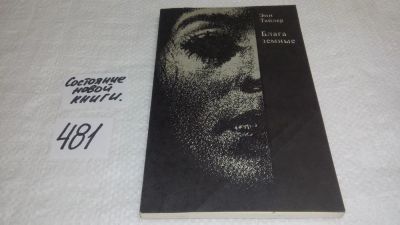 Энн
Тайлер
Блага
земные
Состояние
новой
книги.
481